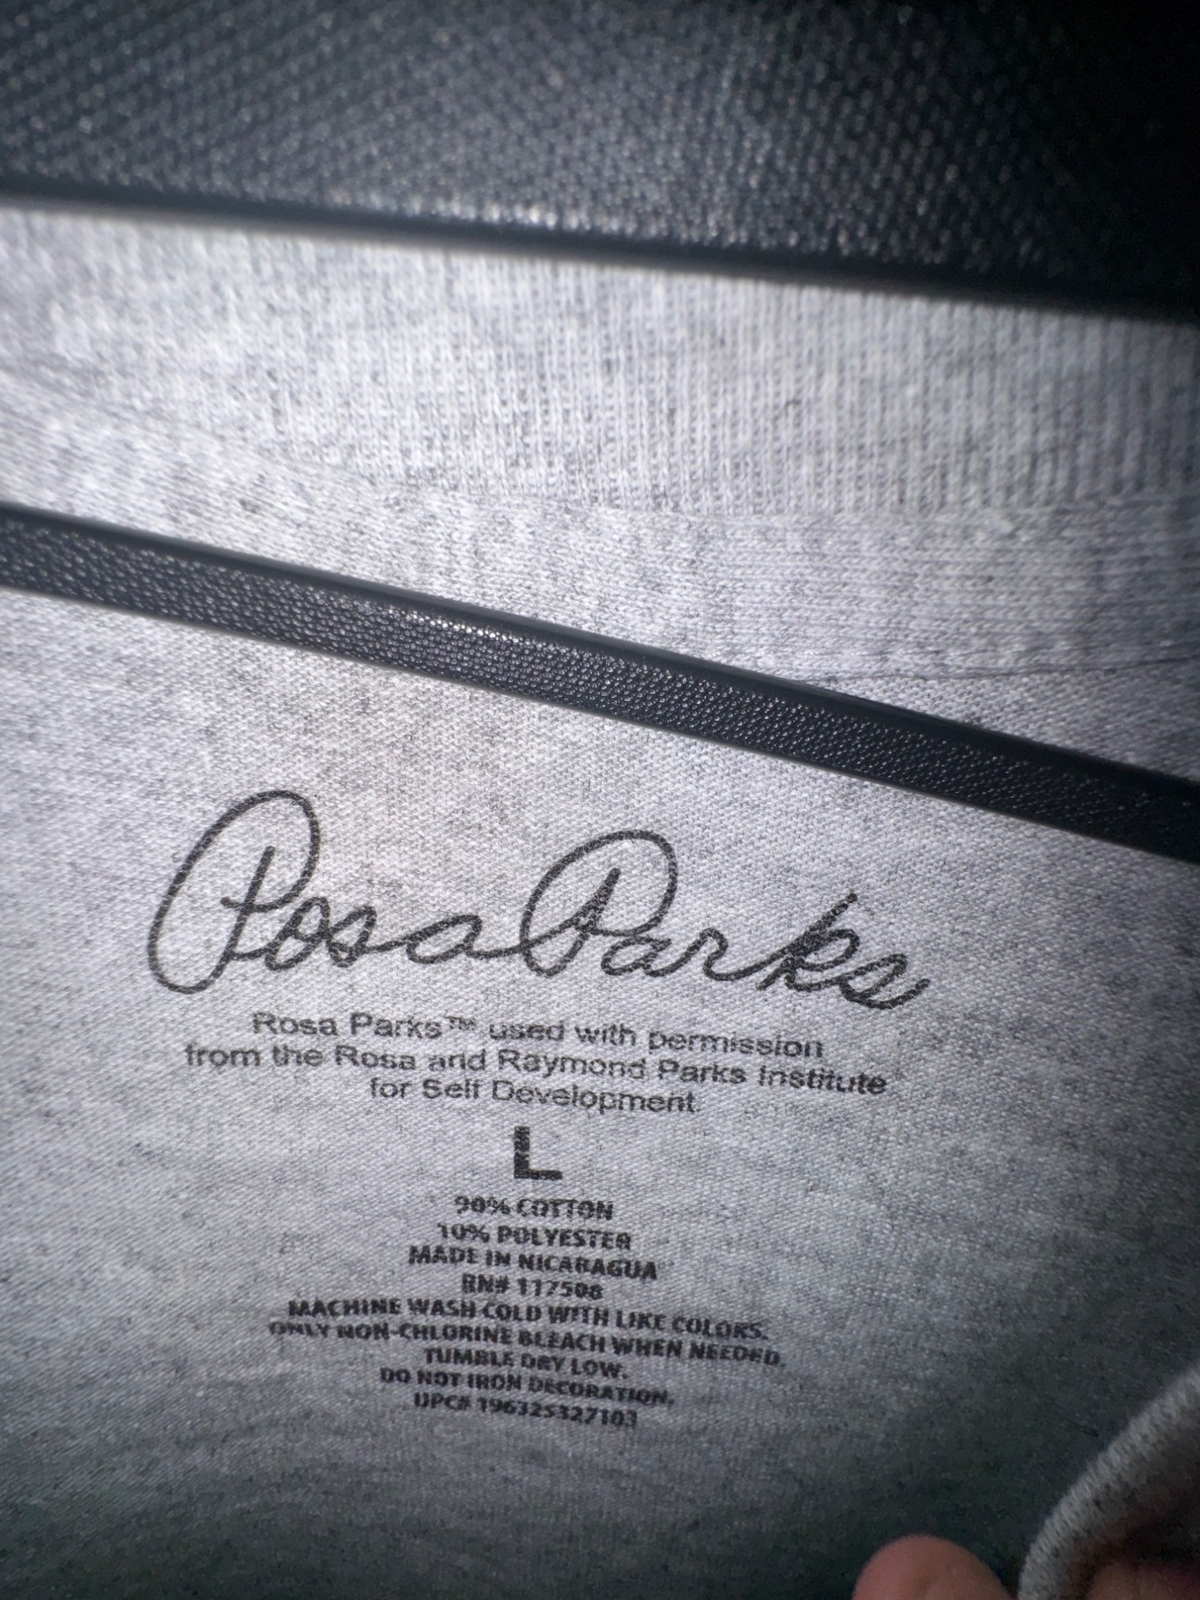 Rosa Parks
Rosa Parks™ used with permission
from the Rosa and Raymond Parks Institute
for Self Development.
L
90% COTTON
10% POLYESTER
MADE IN NICARAGUA
RN# 117508
MACHINE WASH COLD WITH LIKE COLORS.
ONLY NON-CHLORINE BLEACH WHEN NEEDED.
TUMBLE DRY LOW.
DO NOT IRON DECORATION.
UPC# 196325327103